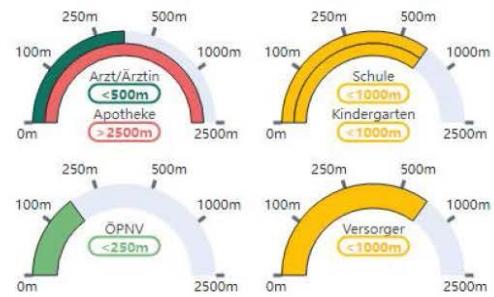 250m 500m
100m 1000m
Arzt/Ärztin
<500m
Apotheke
>2500m
0m 2500m
250m 500m
100m 1000m
Schule
<1000m
Kindergarten
<1000m
0m 2500m
250m 500m
100m 1000m
ÖPNV
<250m
0m 2500m
250m 500m
100m 1000m
Versorger
<1000m
0m 2500m